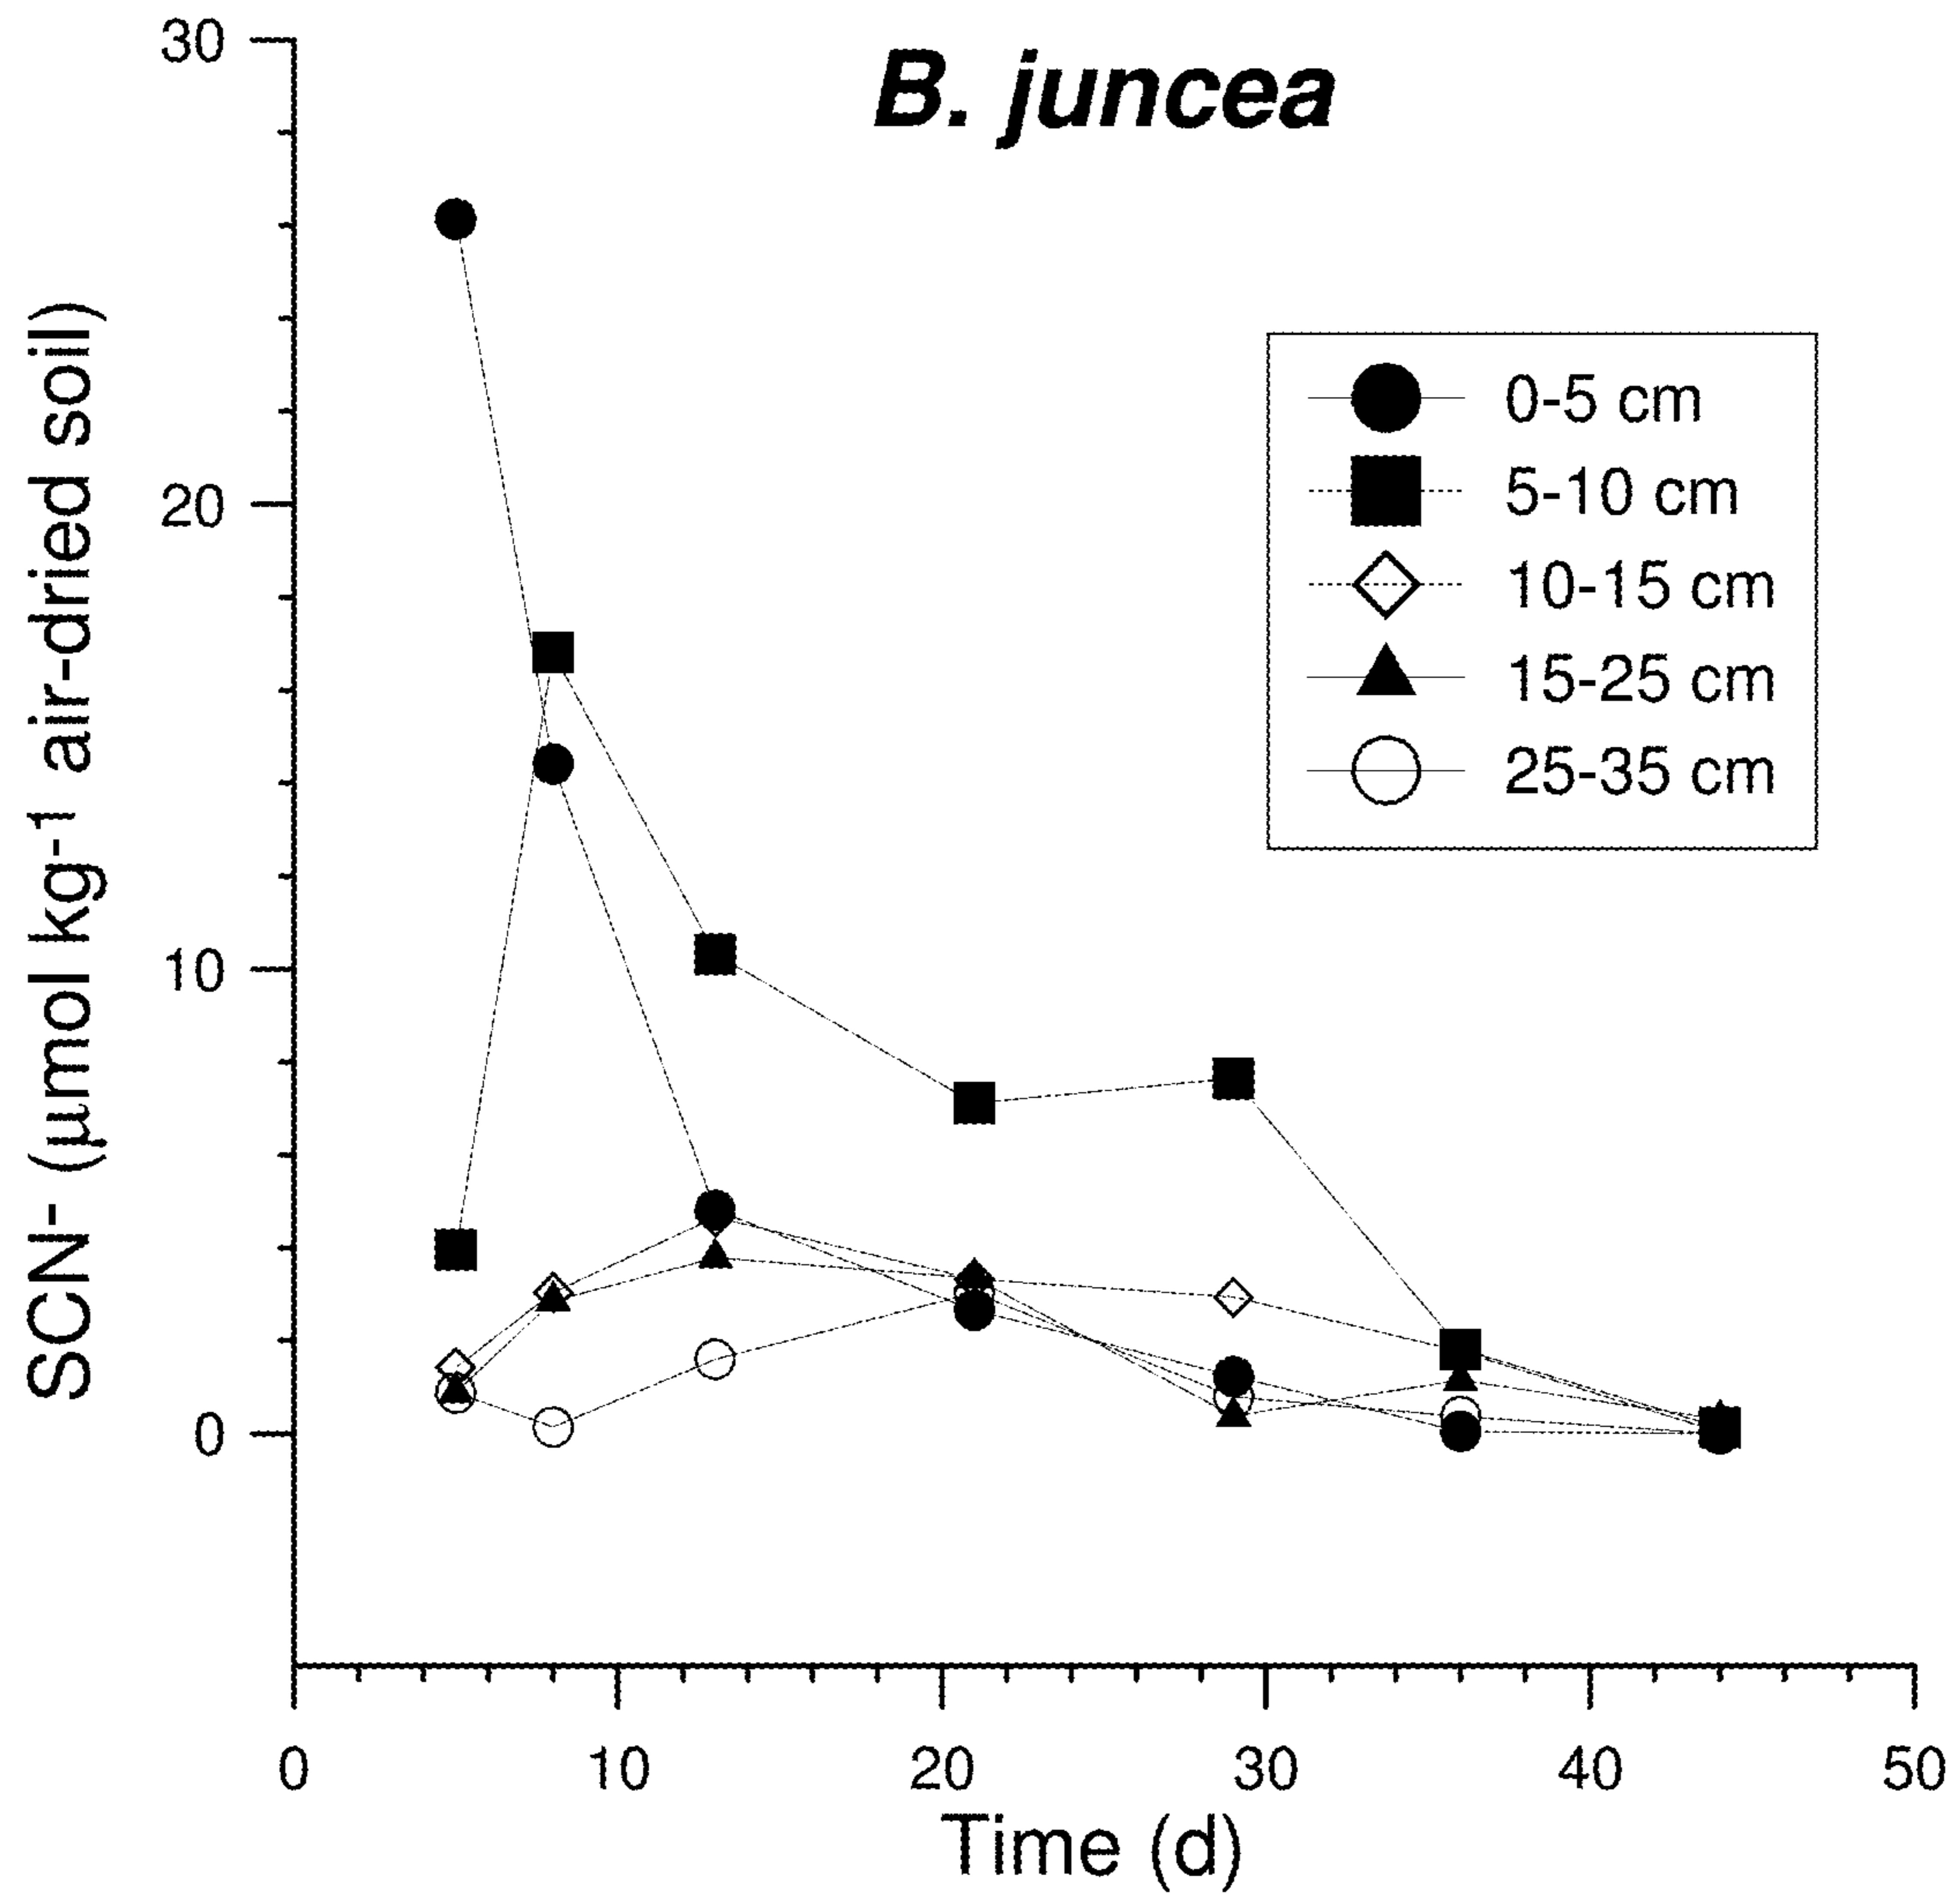 B. juncea
SCN- (μmol kg-1 air-dried soil)
30
20
10
0
0-5 cm
5-10 cm
10-15 cm
15-25 cm
25-35 cm
0 10 20 30 40 50
Time (d)